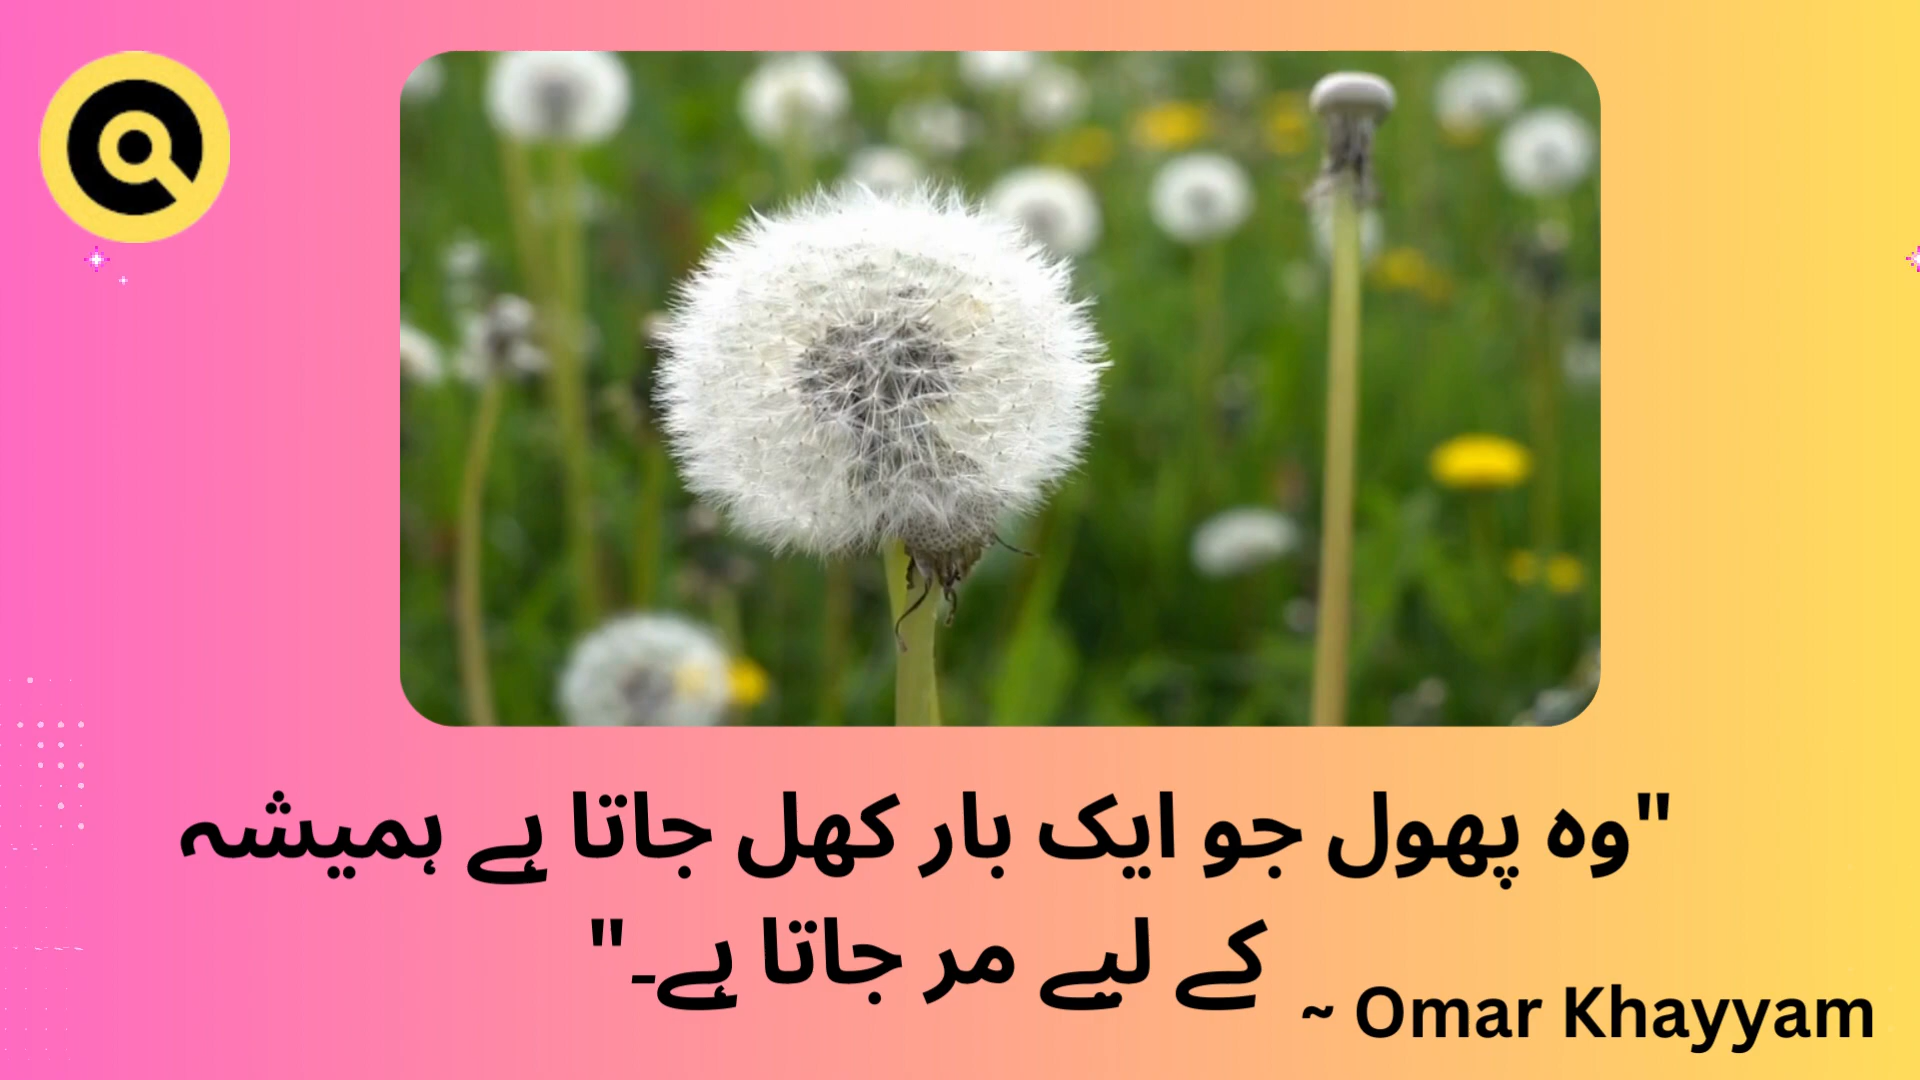 "وہ پھول جو ایک بار کھل جاتا ہے ہمیشہ
کے لیے مر جاتا ہے۔"
~ Omar Khayyam